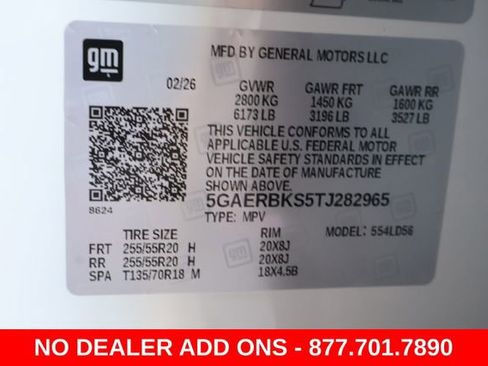 gm
MFD BY GENERAL MOTORS LLC
02/26 GVWR GAWR FRT GAWR RR
2800 KG 1450 KG 1600 KG
6173 LB 3196 LB 3527 LB
THIS VEHICLE CONFORMS TO ALL
APPLICABLE U.S. FEDERAL MOTOR
VEHICLE SAFETY STANDARDS IN EFFECT
ON THE DATE OF MANUFACTURE
SHOWN ABOVE.
8624
5GAERBKS5TJ282965
TYPE: MPV
MODEL: 554LD56
TIRE SIZE RIM
FRT 255/55R20 H 20X8J
RR 255/55R20 H 20X8J
SPA T135/70R18 M 18X4.5B
NO DEALER ADD ONS - 877.701.7890